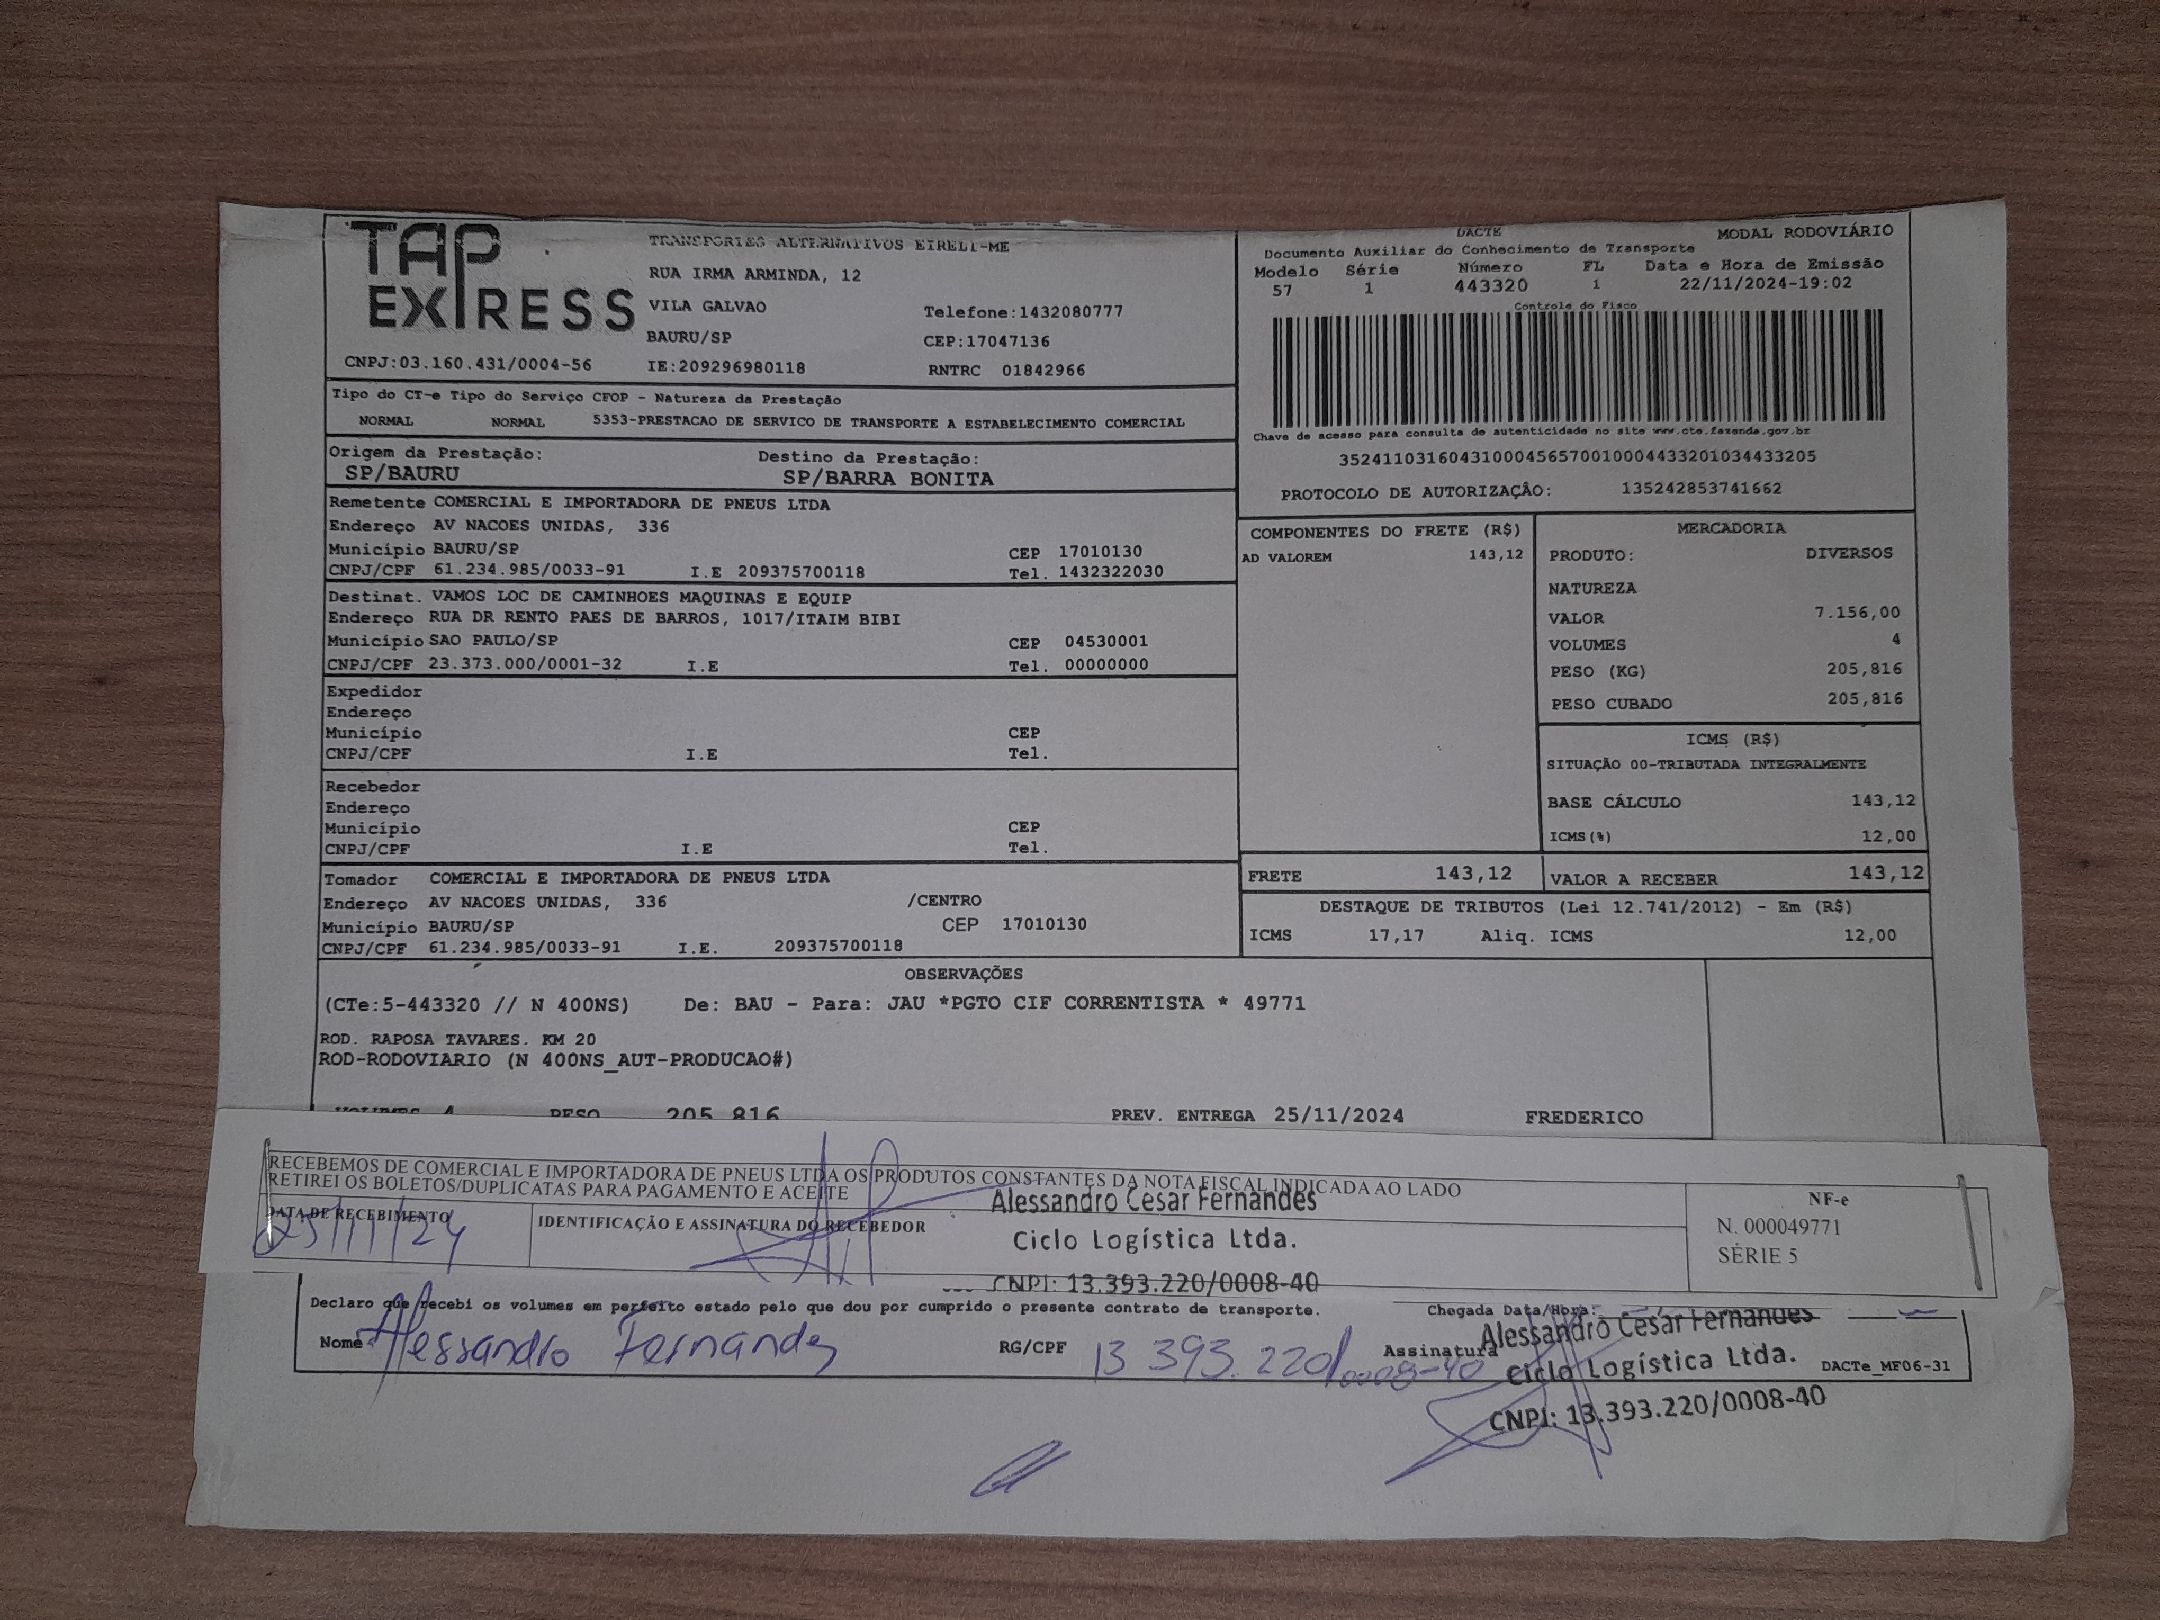 TAP EXPRESS
TRANSPORTES ALTERNATIVOS EIRELI-ME
RUA IRMA ARMINDA, 12
VILA GALVAO Telefone:1432080777
BAURU/SP CEP:17047136
CNPJ:03.160.431/0004-56 IE:209296980118 RNTRC 01842966
DACTE MODAL RODOVIÁRIO
Documento Auxiliar do Conhecimento de Transporte
Modelo Série Número FL Data e Hora de Emissão
57 1 443320 1 22/11/2024-19:02
Controle do Fisco
Chave de acesso para consulta de autenticidade no site www.cte.fazenda.gov.br
35241103160431000456570010004433201034433205
PROTOCOLO DE AUTORIZAÇÃO: 135242853741662
Tipo do CT-e Tipo do Serviço CFOP - Natureza da Prestação
NORMAL NORMAL 5353-PRESTACAO DE SERVICO DE TRANSPORTE A ESTABELECIMENTO COMERCIAL
Origem da Prestação: Destino da Prestação:
SP/BAURU SP/BARRA BONITA
Remetente COMERCIAL E IMPORTADORA DE PNEUS LTDA
Endereço AV NACOES UNIDAS, 336
Município BAURU/SP CEP 17010130
CNPJ/CPF 61.234.985/0033-91 I.E 209375700118 Tel. 1432322030
Destinat. VAMOS LOC DE CAMINHOES MAQUINAS E EQUIP
Endereço RUA DR RENTO PAES DE BARROS, 1017/ITAIM BIBI
Município SAO PAULO/SP CEP 04530001
CNPJ/CPF 23.373.000/0001-32 I.E Tel. 00000000
Expedidor
Endereço
Município CEP
CNPJ/CPF I.E Tel.
Recebedor
Endereço
Município CEP
CNPJ/CPF I.E Tel.
Tomador COMERCIAL E IMPORTADORA DE PNEUS LTDA
Endereço AV NACOES UNIDAS, 336 /CENTRO
Município BAURU/SP CEP 17010130
CNPJ/CPF 61.234.985/0033-91 I.E. 209375700118
COMPONENTES DO FRETE (R$)
AD VALOREM 143,12
MERCADORIA
PRODUTO: DIVERSOS
NATUREZA
VALOR 7.156,00
VOLUMES 4
PESO (KG) 205,816
PESO CUBADO 205,816
ICMS (R$)
SITUAÇÃO 00-TRIBUTADA INTEGRALMENTE
BASE CÁLCULO 143,12
ICMS(%) 12,00
FRETE 143,12 VALOR A RECEBER 143,12
DESTAQUE DE TRIBUTOS (Lei 12.741/2012) - Em (R$)
ICMS 17,17 Aliq. ICMS 12,00
OBSERVAÇÕES
(CTe:5-443320 // N 400NS) De: BAU - Para: JAU *PGTO CIF CORRENTISTA * 49771
ROD. RAPOSA TAVARES. KM 20
ROD-RODOVIARIO (N 400NS_AUT-PRODUCAO#)
VOLUMES 4 PESO 205,816 PREV. ENTREGA 25/11/2024 FREDERICO
RECEBEMOS DE COMERCIAL E IMPORTADORA DE PNEUS LTDA OS PRODUTOS CONSTANTES DA NOTA FISCAL INDICADA AO LADO
RETIREI OS BOLETOS/DUPLICATAS PARA PAGAMENTO E ACEITE
DATA DE RECEBIMENTO IDENTIFICAÇÃO E ASSINATURA DO RECEBEDOR
25/11/24
Alessandro Cesar Fernandes
Ciclo Logística Ltda.
CNPJ: 13.393.220/0008-40
NF-e
N. 000049771
SÉRIE 5
Declaro que recebi os volumes em perfeito estado pelo que dou por cumprido o presente contrato de transporte. Chegada Data/Hora:
Nome Alessandro Fernandes RG/CPF 13 393.220/0008-40 Assinatura
Alessandro Cesar Fernandes
Ciclo Logística Ltda.
CNPJ: 13.393.220/0008-40
DACTe_MF06-31